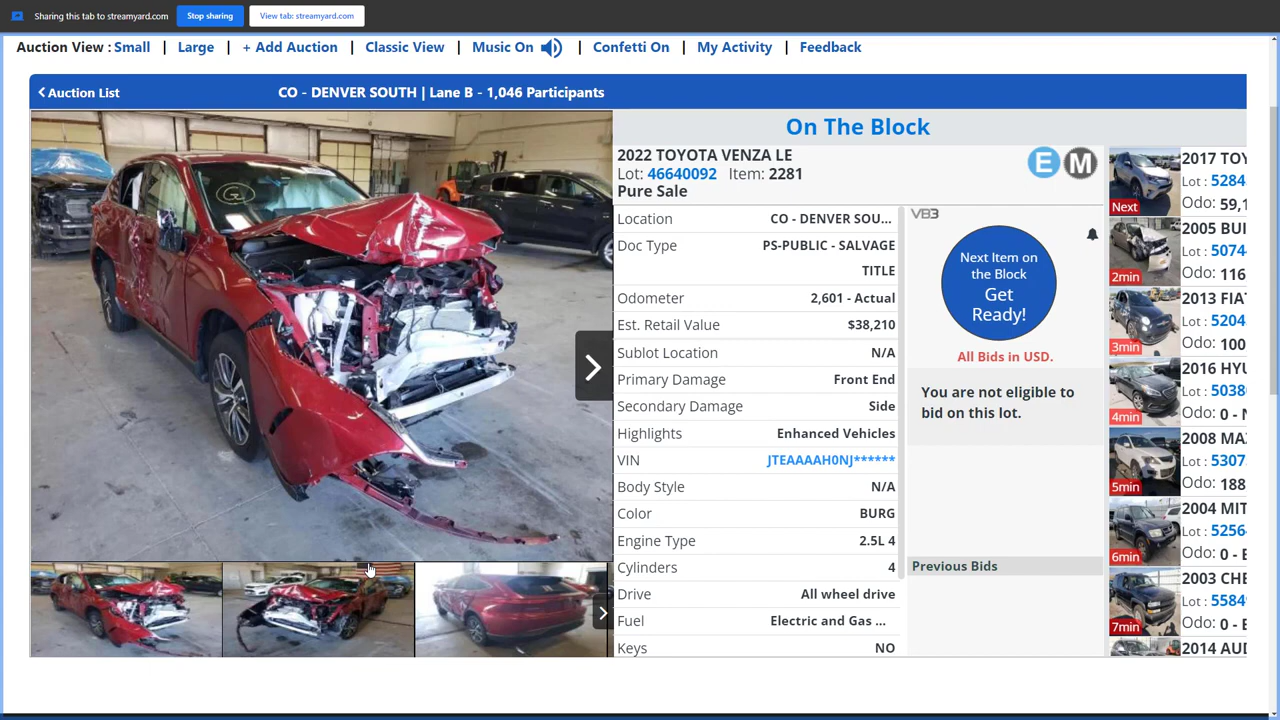 Sharing this tab to streamyard.com
Stop sharing
View tab: streamyard.com
Auction View : Small | Large | + Add Auction | Classic View | Music On | Confetti On | My Activity | Feedback
Auction List
CO - DENVER SOUTH | Lane B - 1,046 Participants
On The Block
2022 TOYOTA VENZA LE
Lot: 46640092 Item: 2281
Pure Sale
E M
Location CO - DENVER SOU...
Doc Type PS-PUBLIC - SALVAGE
TITLE
Odometer 2,601 - Actual
Est. Retail Value $38,210
Sublot Location N/A
Primary Damage Front End
Secondary Damage Side
Highlights Enhanced Vehicles
VIN JTEAAAAH0NJ******
Body Style N/A
Color BURG
Engine Type 2.5L 4
Cylinders 4
Drive All wheel drive
Fuel Electric and Gas ...
Keys NO
VB3
Next Item on
the Block
Get
Ready!
All Bids in USD.
You are not eligible to
bid on this lot.
Previous Bids
Next
2017 TOY
Lot : 5284
Odo: 59,1
2min
2005 BUI
Lot : 5074
Odo: 116
3min
2013 FIA
Lot : 5204
Odo: 100
4min
2016 HYU
Lot : 5038
Odo: 0 - N
5min
2008 MA
Lot : 5307
Odo: 188
6min
2004 MIT
Lot : 5256
Odo: 0 - E
7min
2003 CHE
Lot : 5584
Odo: 0 - E
2014 AUD